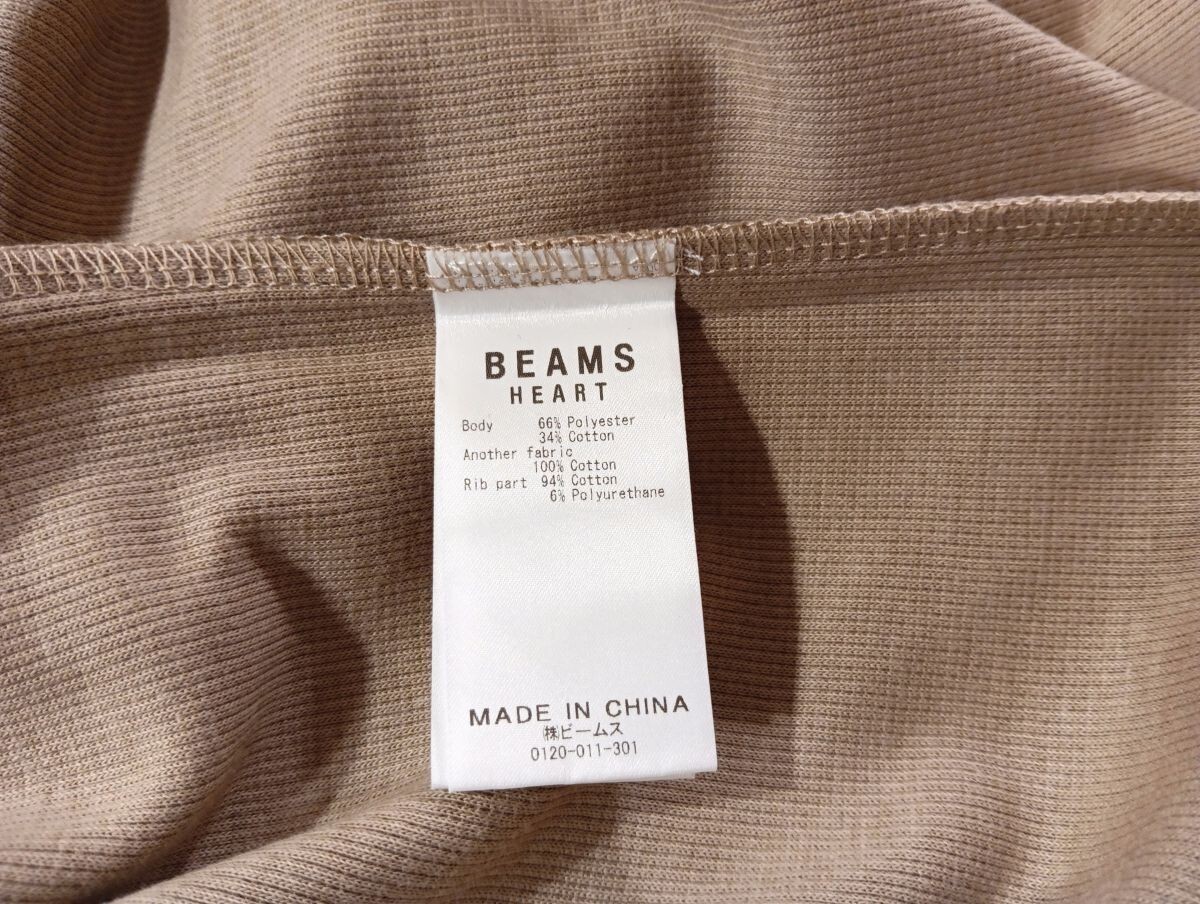 BEAMS
HEART
Body 66% Polyester
34% Cotton
Another fabric
100% Cotton
Rib part 94% Cotton
6% Polyurethane
MADE IN CHINA
㈱ビームス
0120-011-301